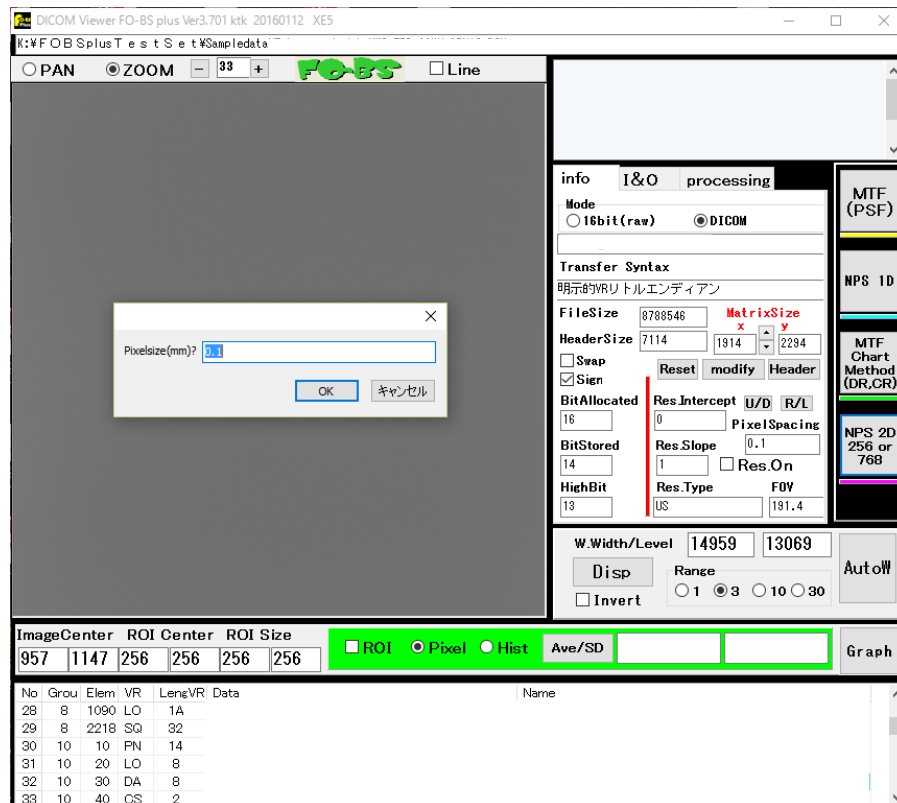 DICOM Viewer FO-BS plus Ver3.701 ktk 20160112 XE5
K:¥FOBSplusTestSet¥Sampledata
PAN ZOOM - 33 + FO-BS Line
info I&O processing
Mode
16bit(raw) DICOM
Transfer Syntax
明示的VRリトルエンディアン
FileSize 8788546 MatrixSize
x y
HeaderSize 7114 1914 2294
Swap
Sign
Reset modify Header
BitAllocated Res.Intercept U/D R/L
16 0 PixelSpacing
BitStored Res.Slope 0.1
14 1 Res.On
HighBit Res.Type FOV
13 US 191.4
MTF
(PSF)
NPS 1D
MTF
Chart
Method
(DR,CR)
NPS 2D
256 or
768
Pixelsize(mm)? 0.1
OK キャンセル
W.Width/Level 14959 13069
Disp Range
Invert 1 3 10 30
AutoW
ImageCenter ROI Center ROI Size
957 1147 256 256 256 256
ROI Pixel Hist Ave/SD
Graph
No Grou Elem VR LengVR Data Name
28 8 1090 LO 1A
29 8 2218 SQ 32
30 10 10 PN 14
31 10 20 LO 8
32 10 30 DA 8
33 10 40 CS 2